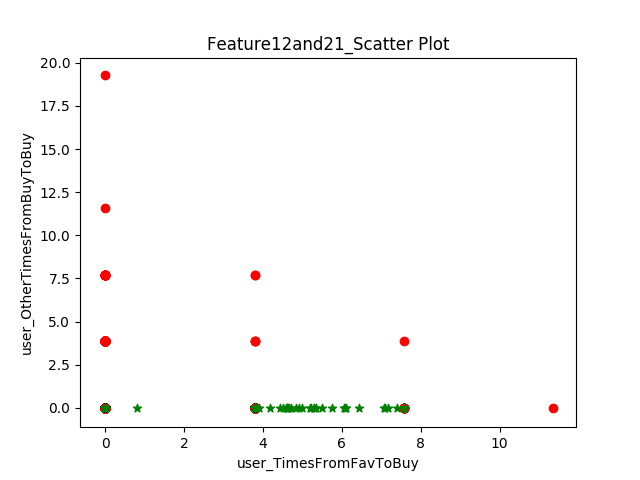 Feature12and21_Scatter Plot
20.0
17.5
15.0
12.5
10.0
7.5
5.0
2.5
0.0
user_OtherTimesFromBuyToBuy
0 2 4 6 8 10
user_TimesFromFavToBuy